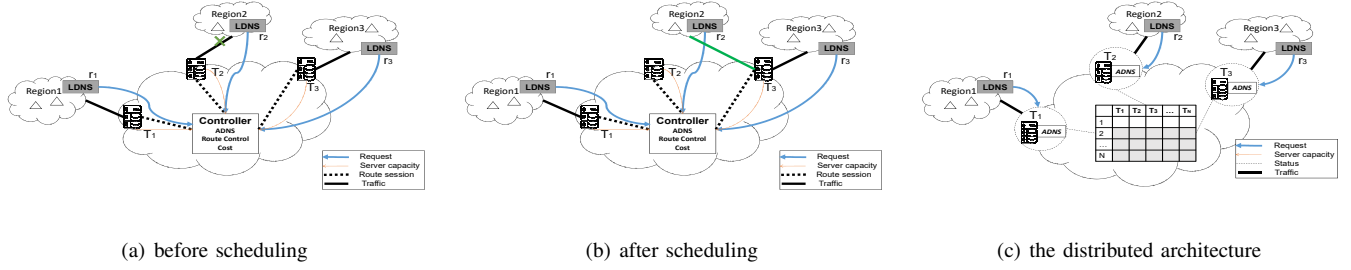 Region2
LDNS
r2
Region3
LDNS
r3
r1
LDNS
Region1
T2
T3
T1
Controller
ADNS
Route Control
Cost
Request
Server capacity
Route session
Traffic
(a) before scheduling
Region2
LDNS
r2
Region3
LDNS
r3
r1
LDNS
Region1
T2
T3
T1
Controller
ADNS
Route Control
Cost
Request
Server capacity
Route session
Traffic
(b) after scheduling
Region2
LDNS
r2
Region3
LDNS
r3
T2
ADNS
T3
ADNS
r1
LDNS
Region1
T1
ADNS
T1 T2 T3 ... TN
1
2
...
N
Request
Server capacity
Status
Traffic
(c) the distributed architecture